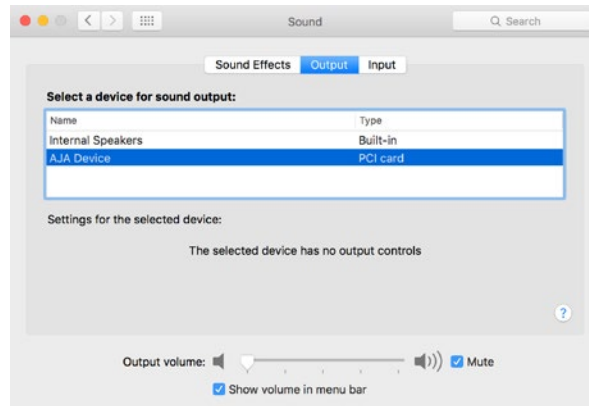 Sound
Search
Sound Effects Output Input
Select a device for sound output:
Name Type
Internal Speakers Built-in
AJA Device PCI card
Settings for the selected device:
The selected device has no output controls
?
Output volume: Mute
Show volume in menu bar